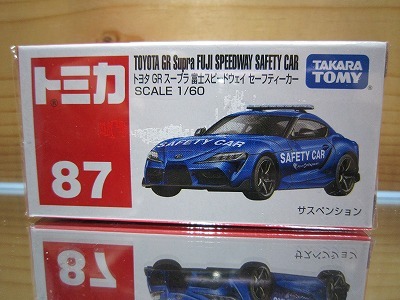 トミカ
TOYOTA GR Supra FUJI SPEEDWAY SAFETY CAR
トヨタ GR スープラ 富士スピードウェイ セーフティーカー
SCALE 1/60
TAKARA
TOMY
87
SAFETY CAR
SAFETY CAR
サスペンション